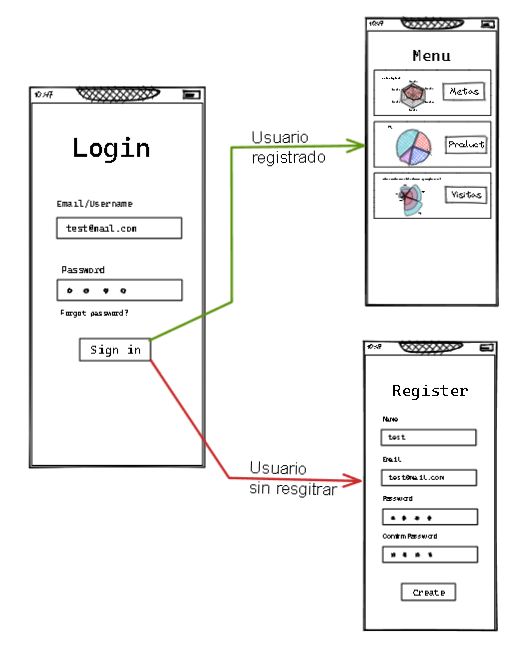 10:47
Login
Email/Username
test@mail.com
Password
Forgot password?
Sign in
Usuario
registrado
Usuario
sin resgitrar
10:47
Menu
Metas
Product
Visitas
10:47
Register
Name
test
Email
test@mail.com
Password
Confirm Password
Create